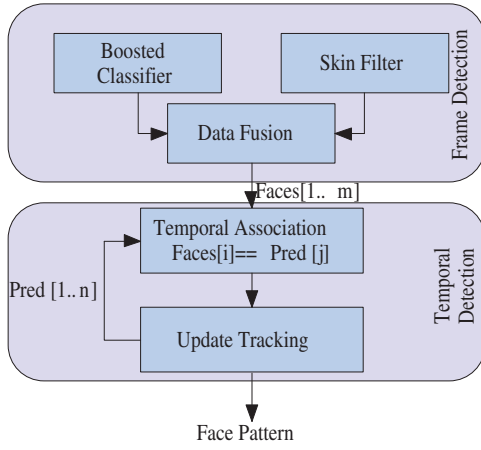 Boosted
Classifier
Skin Filter
Data Fusion
Frame Detection
Faces[1.. m]
Temporal Association
Faces[i]== Pred [j]
Pred [1..n]
Update Tracking
Temporal
Detection
Face Pattern